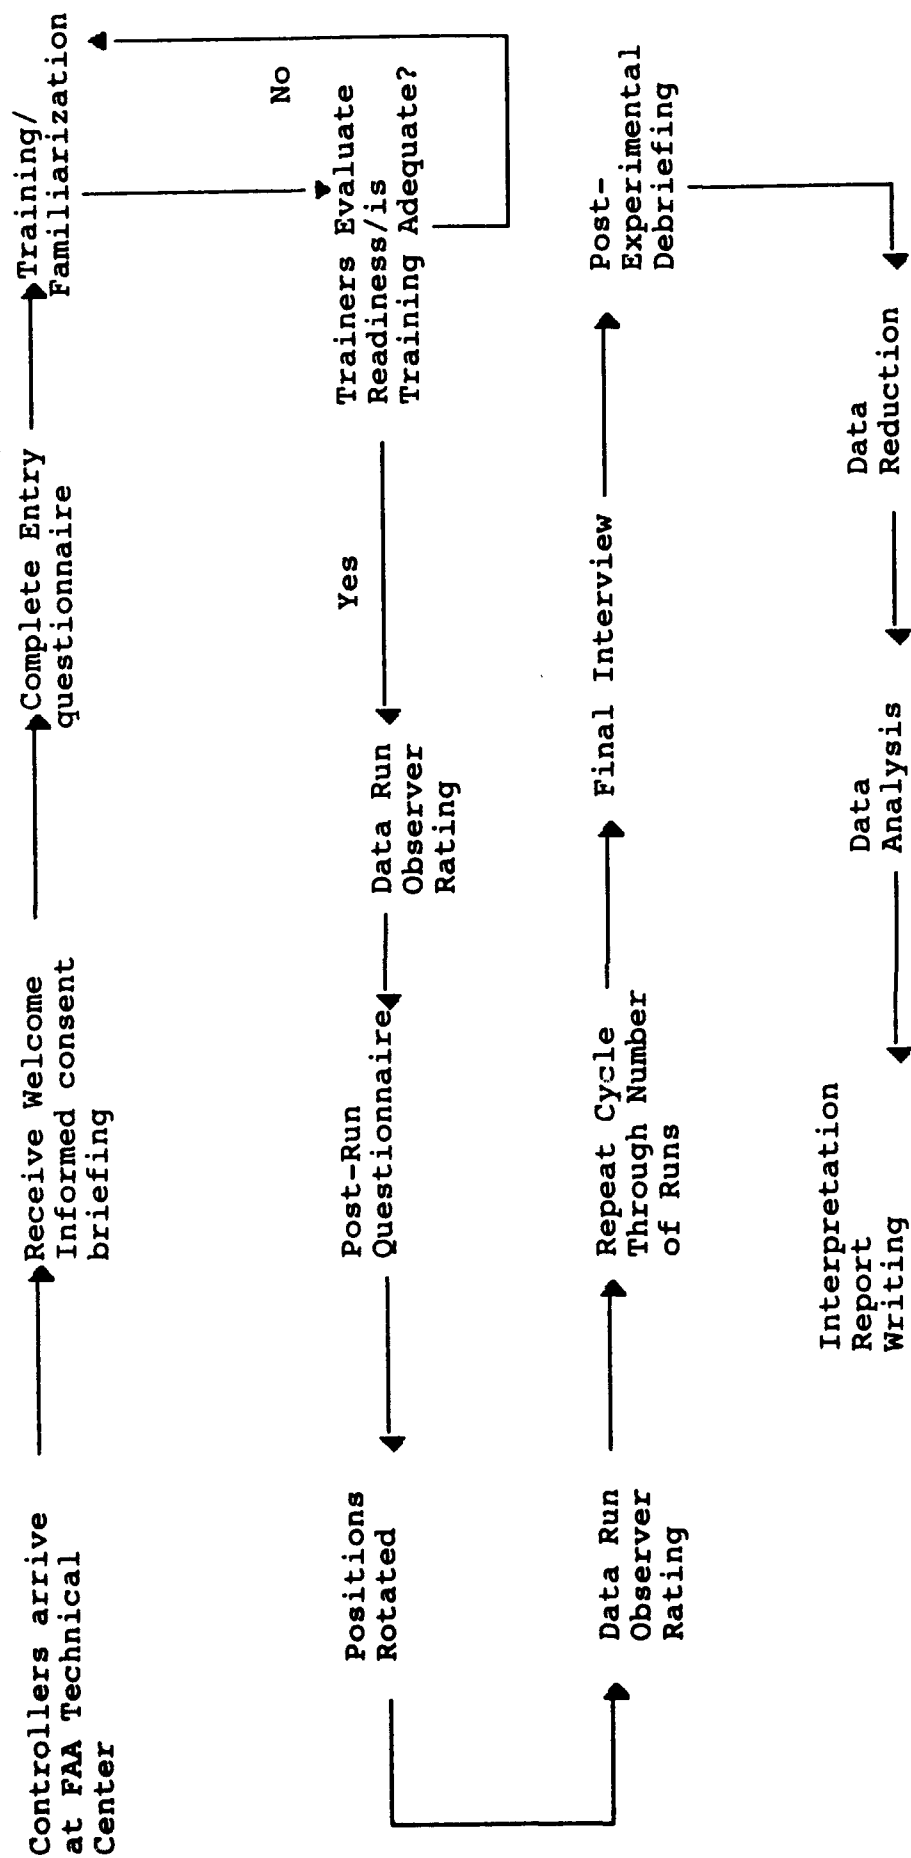 Controllers arrive
at FAA Technical
Center
Receive Welcome
Informed consent
briefing
Complete Entry
questionnaire
Training/
Familiarization
No
Trainers Evaluate
Readiness/is
Training Adequate?
Yes
Data Run
Observer
Rating
Post-Run
Questionnaire
Positions
Rotated
Data Run
Observer
Rating
Repeat Cycle
Through Number
of Runs
Final Interview
Post-
Experimental
Debriefing
Data
Reduction
Data
Analysis
Interpretation
Report
Writing